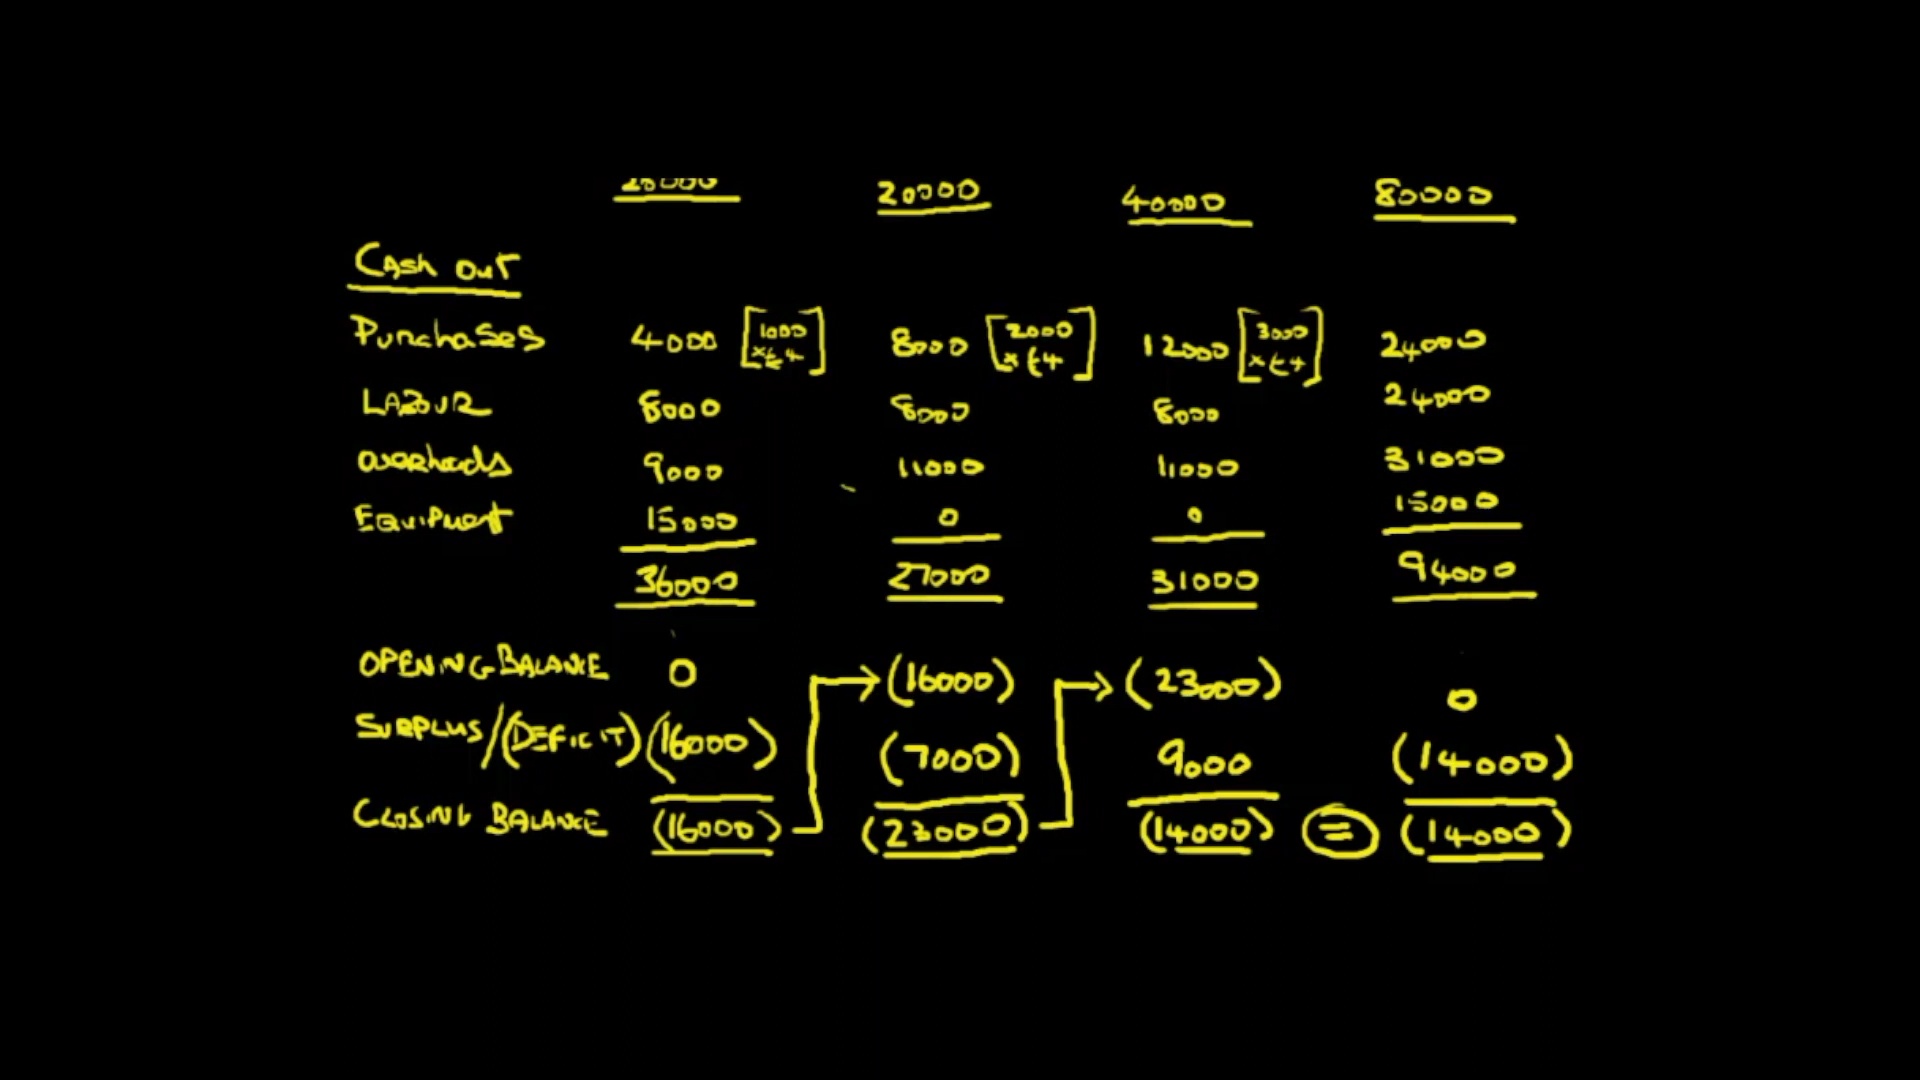 20000 20000 40000 80000
Cash out
Purchases 4000 [1000 x £4] 8000 [2000 x £4] 12000 [3000 x £4] 24000
LABOUR 8000 8000 8000 24000
overheads 9000 11000 11000 31000
EQUIPMENT 15000 0 0 15000
36000 27000 31000 94000
OPENING BALANCE 0 (16000) (23000) 0
SURPLUS/(DEFICIT) (16000) (7000) 9000 (14000)
CLOSING BALANCE (16000) (23000) (14000) = (14000)